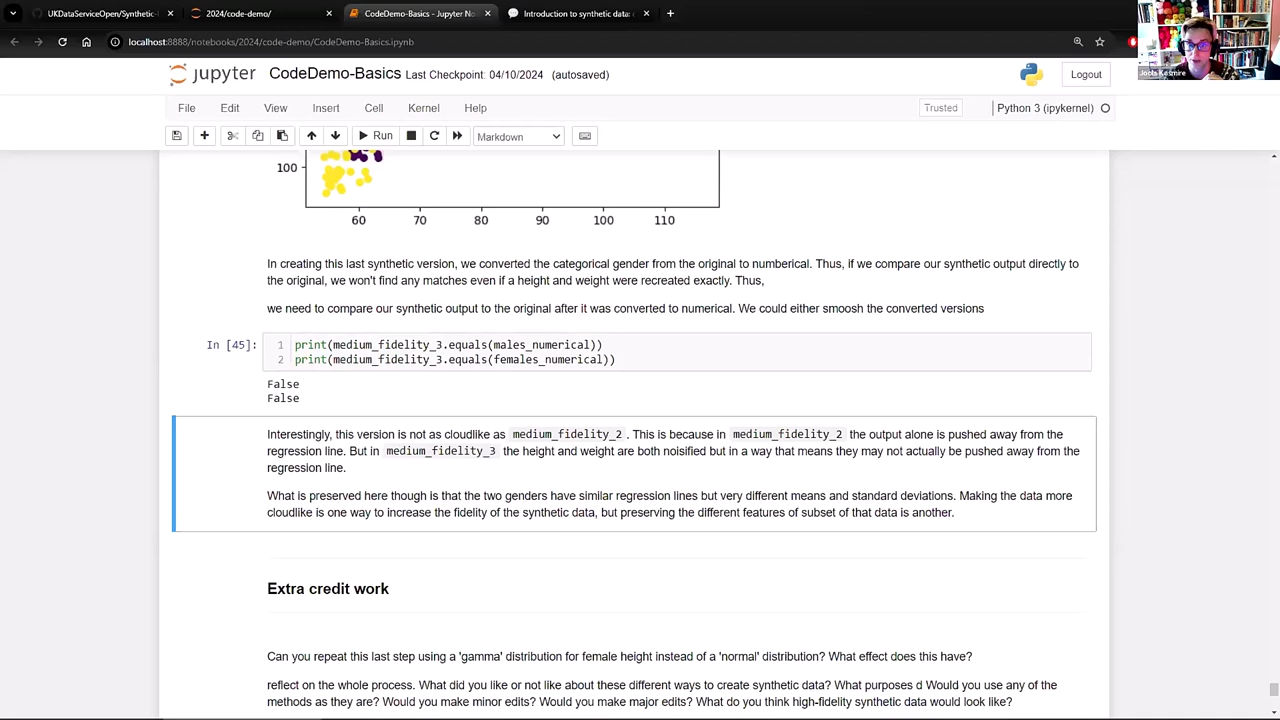 UKDataServiceOpen/Synthetic-
2024/code-demo/
CodeDemo-Basics - Jupyter No
Introduction to synthetic data:
localhost:8888/notebooks/2024/code-demo/CodeDemo-Basics.ipynb
Jools Kasmire
jupyter CodeDemo-Basics Last Checkpoint: 04/10/2024 (autosaved)
Logout
File Edit View Insert Cell Kernel Help
Trusted
Python 3 (ipykernel)
Run
Markdown
100
60 70 80 90 100 110
In creating this last synthetic version, we converted the categorical gender from the original to numberical. Thus, if we compare our synthetic output directly to
the original, we won't find any matches even if a height and weight were recreated exactly. Thus,
we need to compare our synthetic output to the original after it was converted to numerical. We could either smoosh the converted versions
In [45]: 1 print(medium_fidelity_3.equals(males_numerical))
2 print(medium_fidelity_3.equals(females_numerical))
False
False
Interestingly, this version is not as cloudlike as medium_fidelity_2 . This is because in medium_fidelity_2 the output alone is pushed away from the
regression line. But in medium_fidelity_3 the height and weight are both noisified but in a way that means they may not actually be pushed away from the
regression line.
What is preserved here though is that the two genders have similar regression lines but very different means and standard deviations. Making the data more
cloudlike is one way to increase the fidelity of the synthetic data, but preserving the different features of subset of that data is another.
Extra credit work
Can you repeat this last step using a 'gamma' distribution for female height instead of a 'normal' distribution? What effect does this have?
reflect on the whole process. What did you like or not like about these different ways to create synthetic data? What purposes d Would you use any of the
methods as they are? Would you make minor edits? Would you make major edits? What do you think high-fidelity synthetic data would look like?